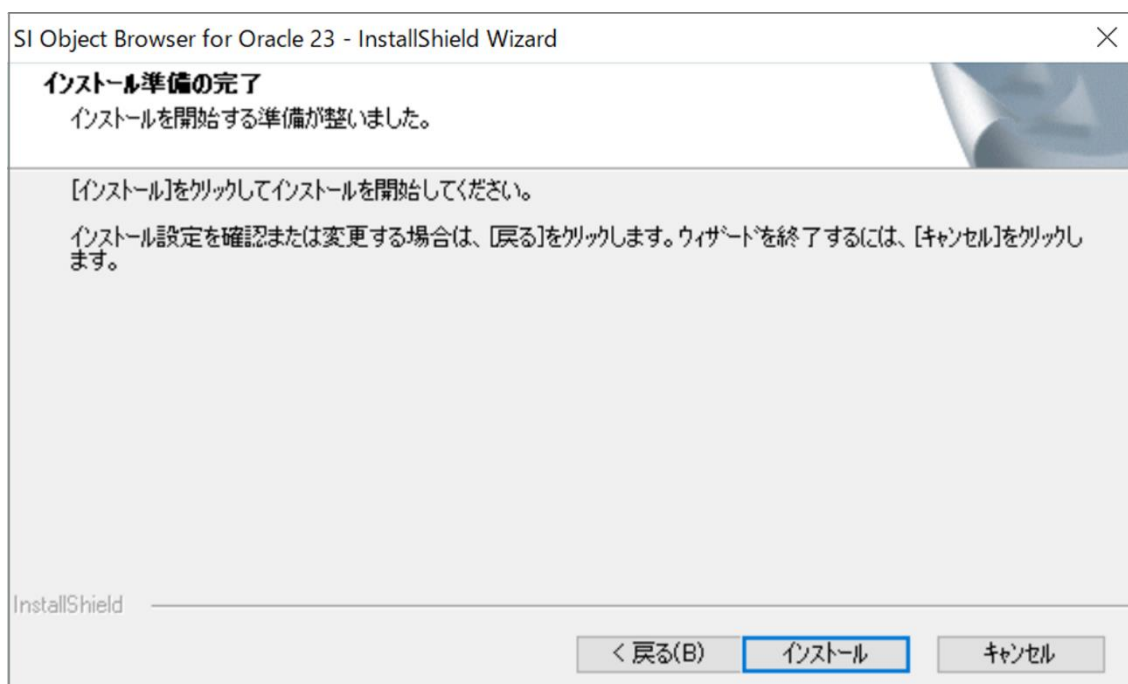 SI Object Browser for Oracle 23 - InstallShield Wizard
インストール準備の完了
インストールを開始する準備が整いました。
[インストール]をクリックしてインストールを開始してください。
インストール設定を確認または変更する場合は、[戻る]をクリックします。ウィザードを終了するには、[キャンセル]をクリックし
ます。
InstallShield
< 戻る(B)
インストール
キャンセル